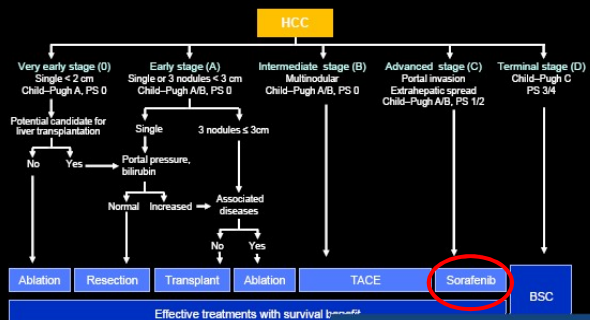 HCC
Very early stage (0)
Single < 2 cm
Child–Pugh A, PS 0
Early stage (A)
Single or 3 nodules < 3 cm
Child–Pugh A/B, PS 0
Intermediate stage (B)
Multinodular
Child–Pugh A/B, PS 0
Advanced stage (C)
Portal invasion
Extrahepatic spread
Child–Pugh A/B, PS 1/2
Terminal stage (D)
Child–Pugh C
PS 3/4
Potential candidate for
liver transplantation
Single
3 nodules ≤ 3cm
No
Yes
Portal pressure,
bilirubin
Normal
Increased
Associated
diseases
No
Yes
Ablation
Resection
Transplant
Ablation
TACE
Sorafenib
BSC
Effective treatments with survival benefit